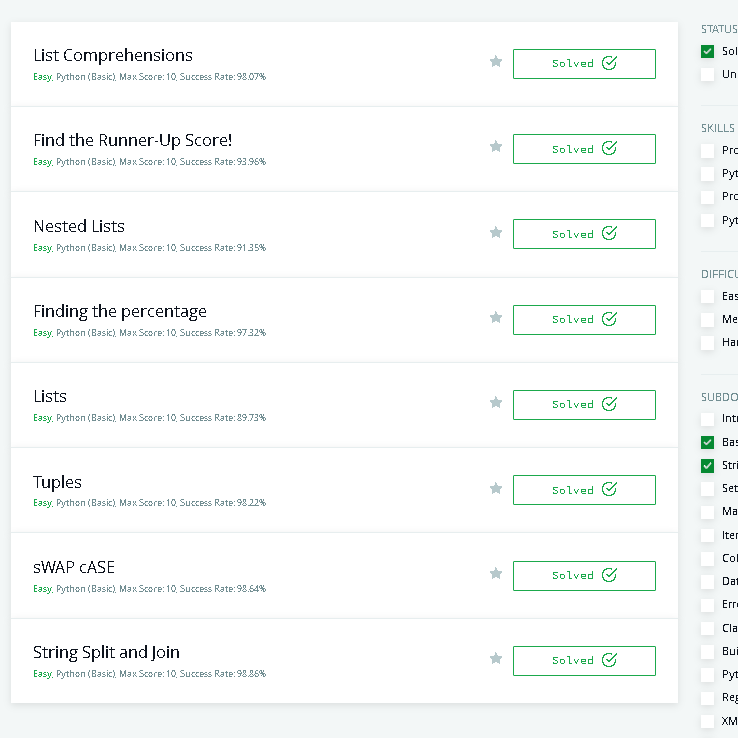 List Comprehensions
Easy, Python (Basic), Max Score: 10, Success Rate: 98.07%
Solved
Find the Runner-Up Score!
Easy, Python (Basic), Max Score: 10, Success Rate: 93.96%
Solved
Nested Lists
Easy, Python (Basic), Max Score: 10, Success Rate: 91.35%
Solved
Finding the percentage
Easy, Python (Basic), Max Score: 10, Success Rate: 97.32%
Solved
Lists
Easy, Python (Basic), Max Score: 10, Success Rate: 89.73%
Solved
Tuples
Easy, Python (Basic), Max Score: 10, Success Rate: 98.22%
Solved
sWAP cASE
Easy, Python (Basic), Max Score: 10, Success Rate: 98.64%
Solved
String Split and Join
Easy, Python (Basic), Max Score: 10, Success Rate: 98.86%
Solved
STATUS
Sol
Un
SKILLS
Pro
Pyt
Pro
Pyt
DIFFICU
Eas
Me
Har
SUBDO
Intr
Bas
Stri
Set
Ma
Iter
Col
Dat
Erro
Cla
Bui
Pyt
Reg
XM